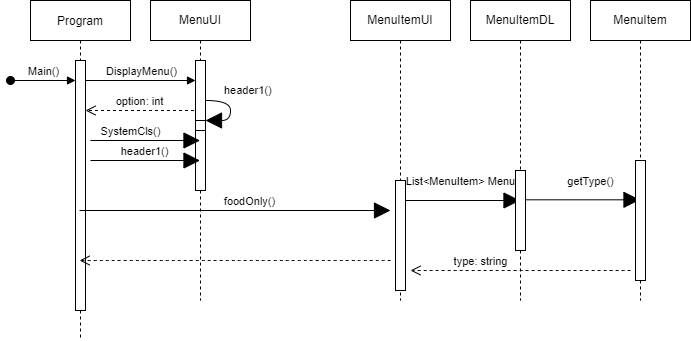 Program
MenuUI
MenuItemUI
MenuItemDL
MenuItem
Main()
DisplayMenu()
header1()
option: int
SystemCls()
header1()
List<MenuItem> Menu
getType()
foodOnly()
type: string